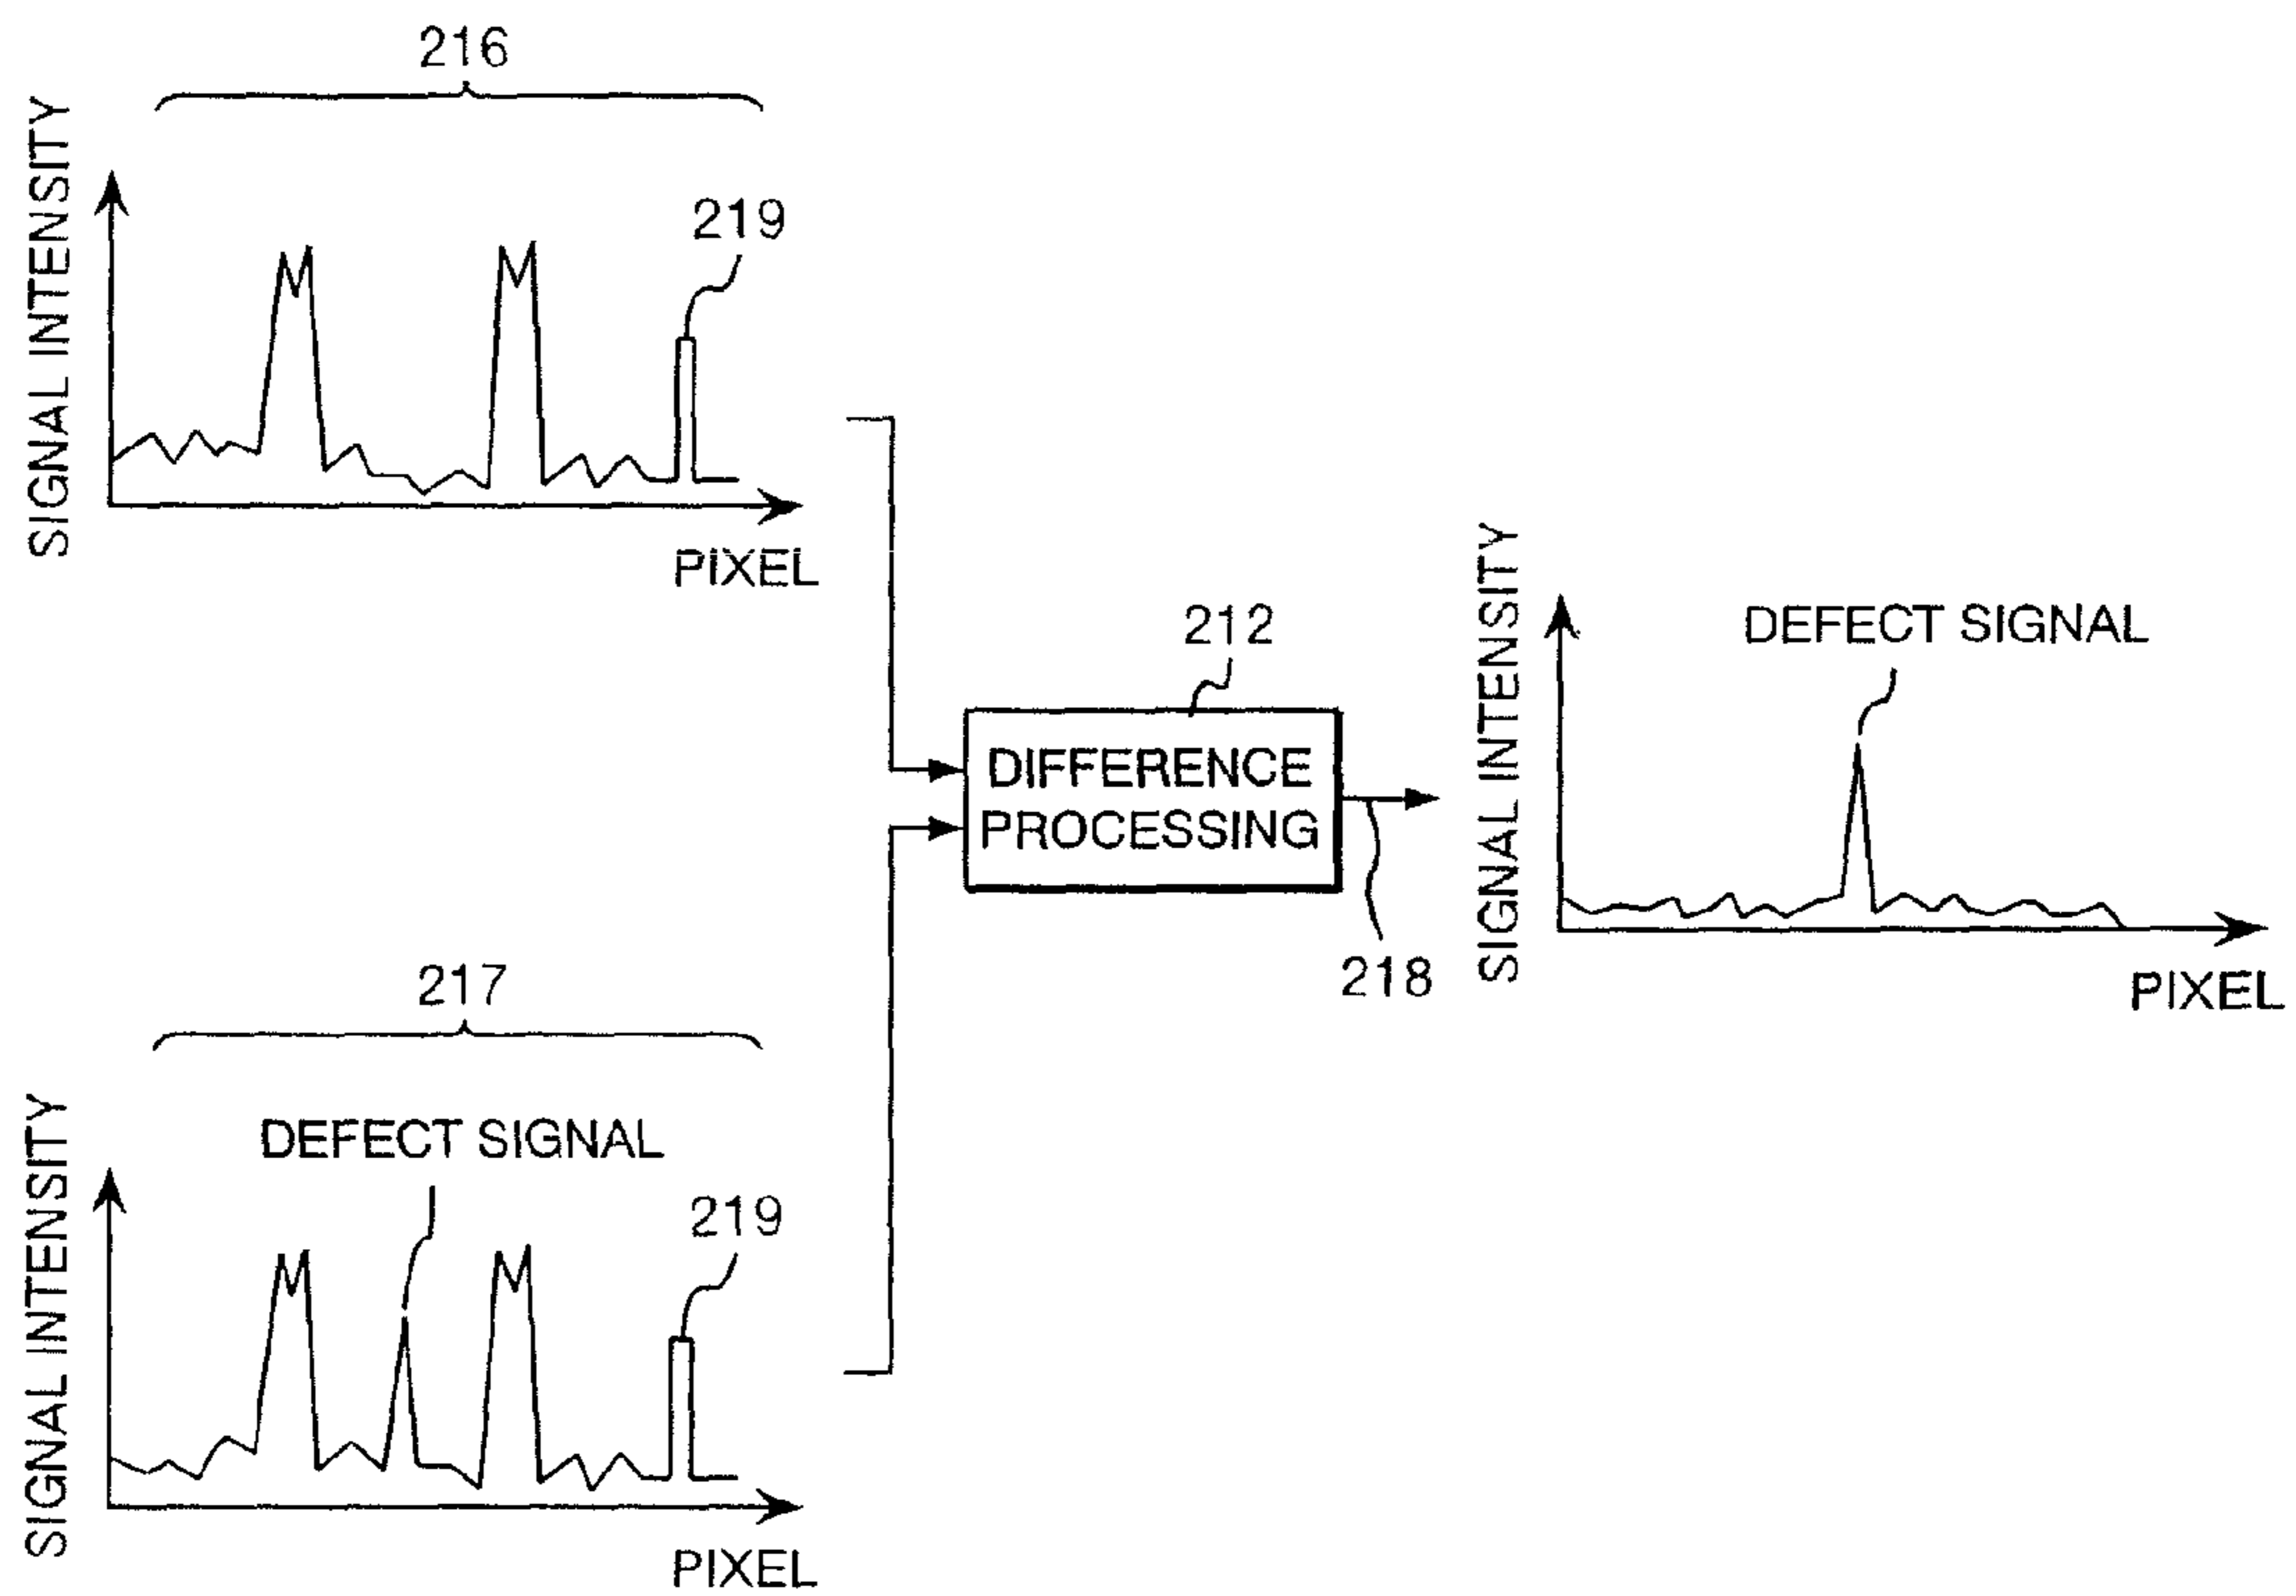 216
SIGNAL INTENSITY
219
PIXEL
212
DIFFERENCE
PROCESSING
218
SIGNAL INTENSITY
DEFECT SIGNAL
PIXEL
217
SIGNAL INTENSITY
DEFECT SIGNAL
219
PIXEL